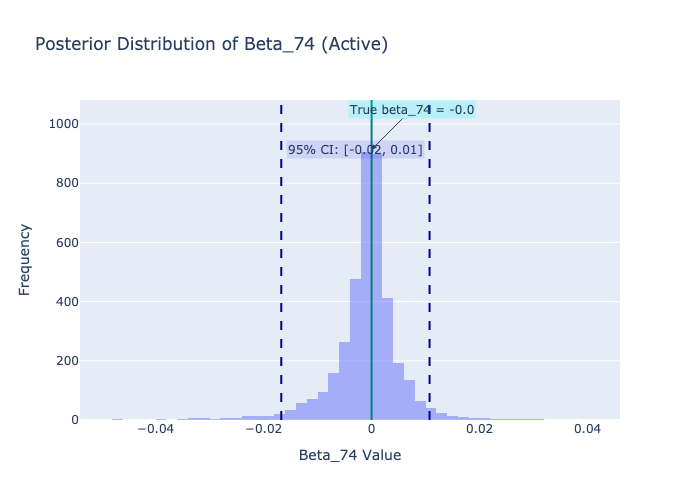 Posterior Distribution of Beta_74 (Active)
True beta_74 = -0.0
95% CI: [-0.02, 0.01]
1000
800
600
400
200
0
Frequency
−0.04
−0.02
0
0.02
0.04
Beta_74 Value